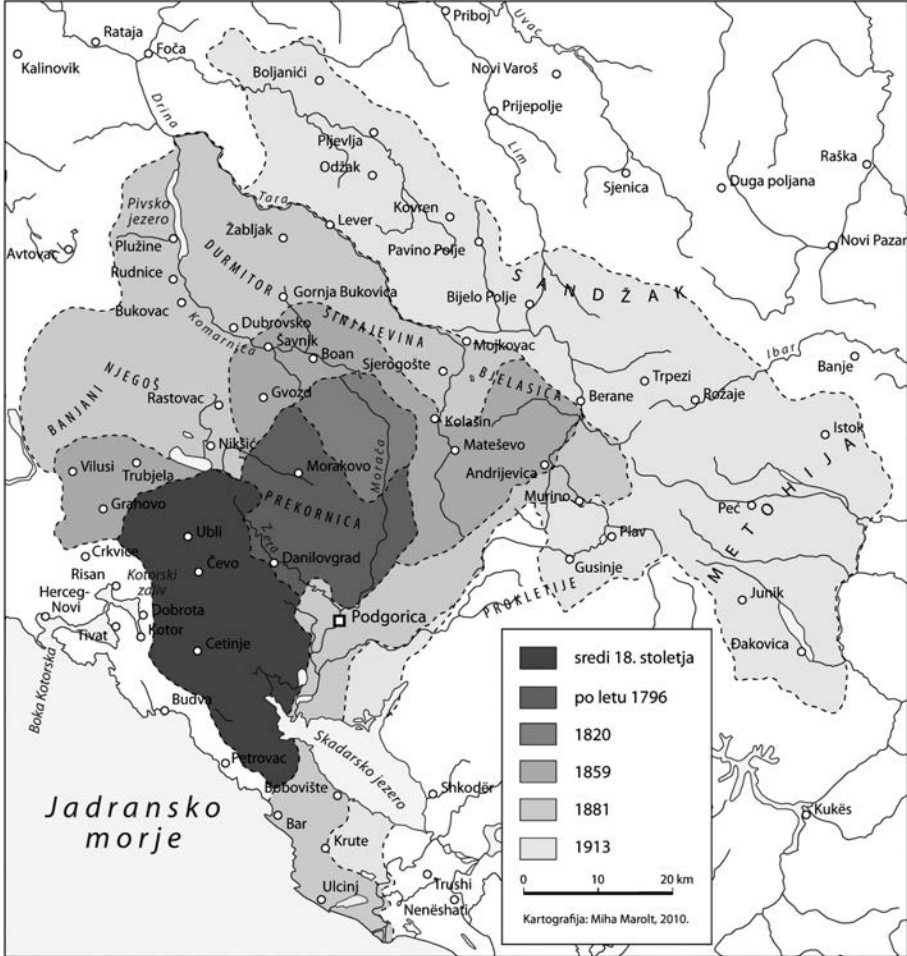 Priboj
Uvac
Rataja
Foča
Kalinovik
Boljanići
Novi Varoš
Drina
Prijepolje
Pljevlja
Lim
Raška
Odžak
Sjenica
Duga poljana
Pivsko
jezero
Tara
Kovren
Lever
Žabljak
Plužine
Pavino Polje
Novi Pazar
Avtovac
DURMITOR
SANDŽAK
Rudnice
Gornja Bukovica
Bijelo Polje
Bukovac
SINJAJEVINA
Komarnica
Dubrovsko
Šavnik
Mojkovac
Ibar
Boan
Sjerogošte
Banje
NJEGOŠ
BJELASICA
Trpezi
BANJANI
Gvozd
Rožaje
Rastovac
Berane
Kolašin
Istok
Nikšić
Morača
Mateševo
Vilusi
Trubjela
Morakovo
Andrijevica
METOHIJA
Murino
Grahovo
PREKORNICA
Peć
Ubli
Zeta
Plav
Crkvice
Danilovgrad
Gusinje
Čevo
Risan
Kotorski
zaliv
PROKLETIJE
Junik
Herceg-
Novi
Dobrota
Podgorica
Tivat
Kotor
Cetinje
Đakovica
sredi 18. stoletja
Boka Kotorska
po letu 1796
Budva
1820
Skadarsko jezero
Petrovac
1859
Bobovište
Shkodër
Jadransko
morje
1881
Kukës
Bar
Krute
1913
Trushi
0 10 20 km
Ulcinj
Nenëshati
Kartografija: Miha Marolt, 2010.